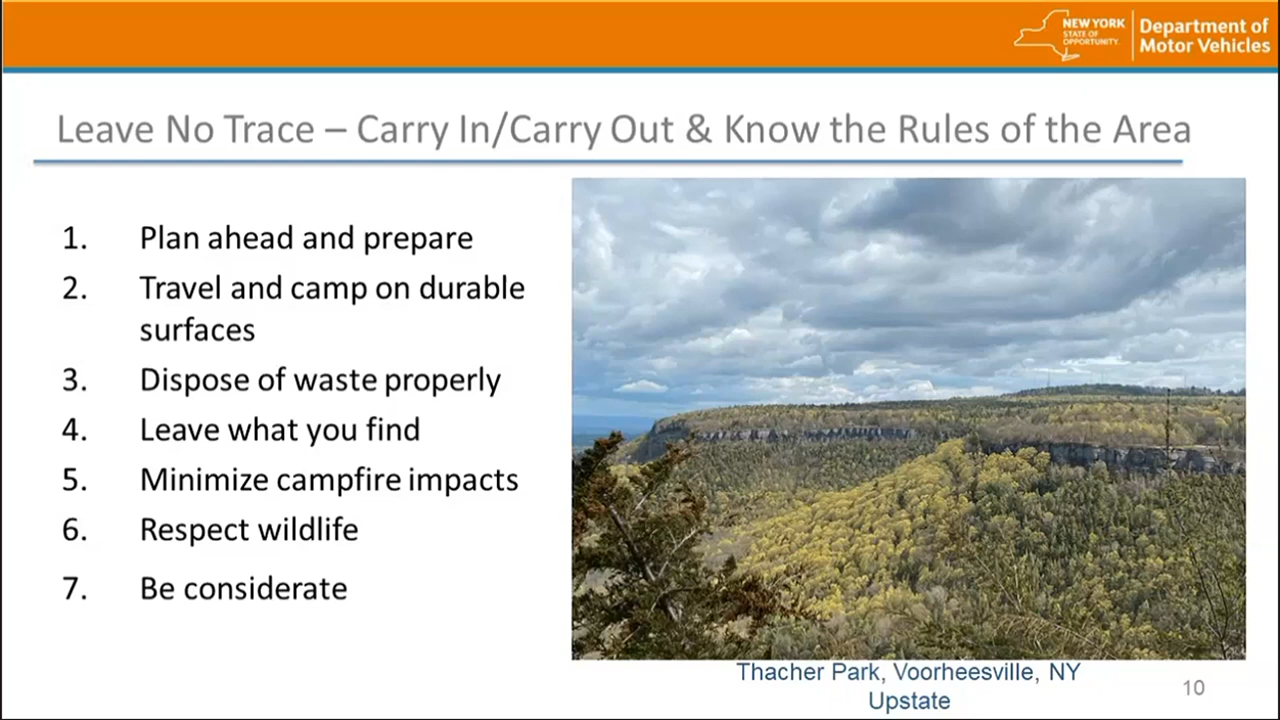 NEW YORK
STATE OF
OPPORTUNITY.
Department of
Motor Vehicles
Leave No Trace – Carry In/Carry Out & Know the Rules of the Area
1. Plan ahead and prepare
2. Travel and camp on durable
surfaces
3. Dispose of waste properly
4. Leave what you find
5. Minimize campfire impacts
6. Respect wildlife
7. Be considerate
Thacher Park, Voorheesville, NY
Upstate
10